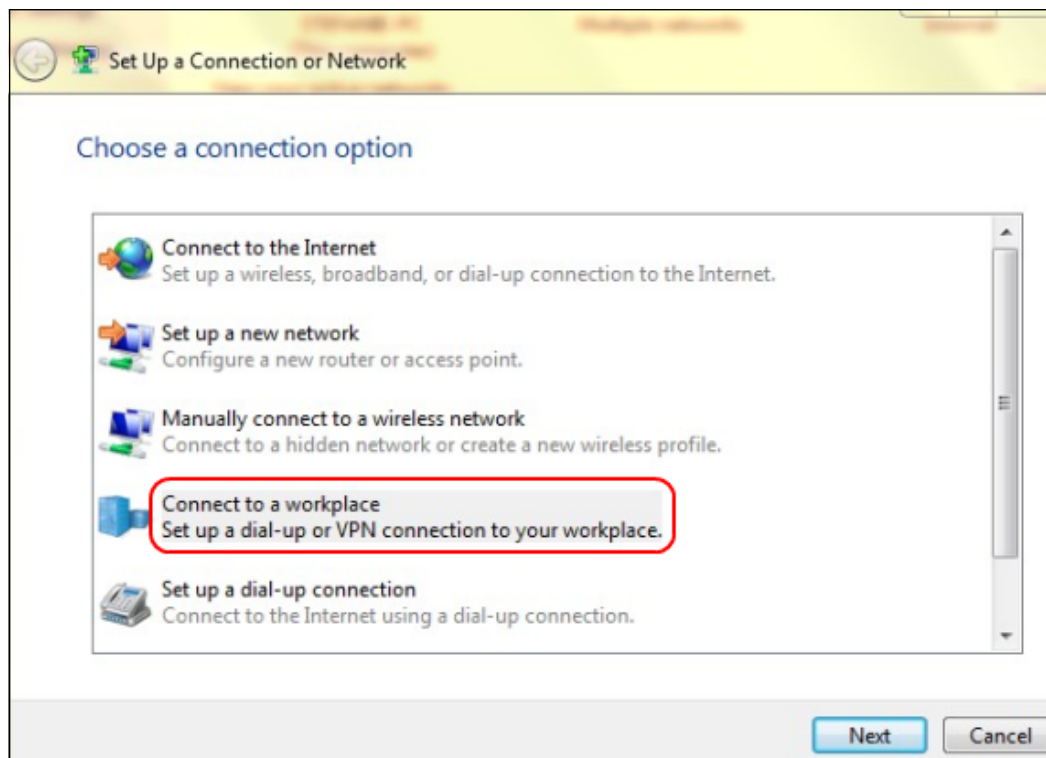 Set Up a Connection or Network
Choose a connection option
Connect to the Internet
Set up a wireless, broadband, or dial-up connection to the Internet.
Set up a new network
Configure a new router or access point.
Manually connect to a wireless network
Connect to a hidden network or create a new wireless profile.
Connect to a workplace
Set up a dial-up or VPN connection to your workplace.
Set up a dial-up connection
Connect to the Internet using a dial-up connection.
Next
Cancel